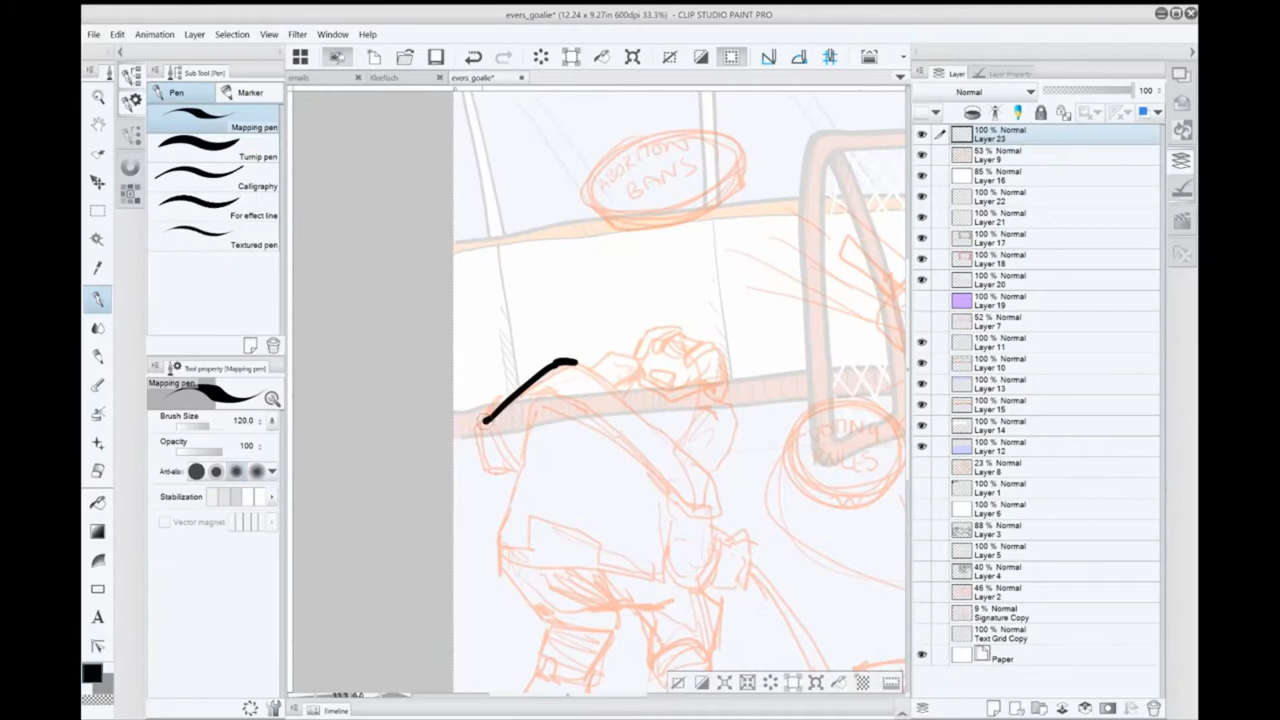 evers_goalie* (12.24 x 9.27in 600dpi 33.3%) - CLIP STUDIO PAINT PRO
File Edit Animation Layer Selection View Filter Window Help
Sub Tool [Pen]
emails
Kleefisch
evers_goalie*
Layer
Layer Property
Pen
Marker
Normal
100
Mapping pen
Turnip pen
Calligraphy
For effect line
Textured pen
Tool property [Mapping pen]
Mapping pen
Brush Size 120.0
Opacity 100
Anti-alia
Stabilization
Vector magnet
ABORTION
BANS
100 % Normal
Layer 23
53 % Normal
Layer 9
85 % Normal
Layer 16
100 % Normal
Layer 22
100 % Normal
Layer 21
100 % Normal
Layer 17
100 % Normal
Layer 18
100 % Normal
Layer 20
100 % Normal
Layer 19
52 % Normal
Layer 7
100 % Normal
Layer 11
100 % Normal
Layer 10
100 % Normal
Layer 13
100 % Normal
Layer 15
100 % Normal
Layer 14
100 % Normal
Layer 12
23 % Normal
Layer 8
100 % Normal
Layer 1
100 % Normal
Layer 6
88 % Normal
Layer 3
100 % Normal
Layer 5
40 % Normal
Layer 4
46 % Normal
Layer 2
9 % Normal
Signature Copy
100 % Normal
Text Grid Copy
Paper
Timeline